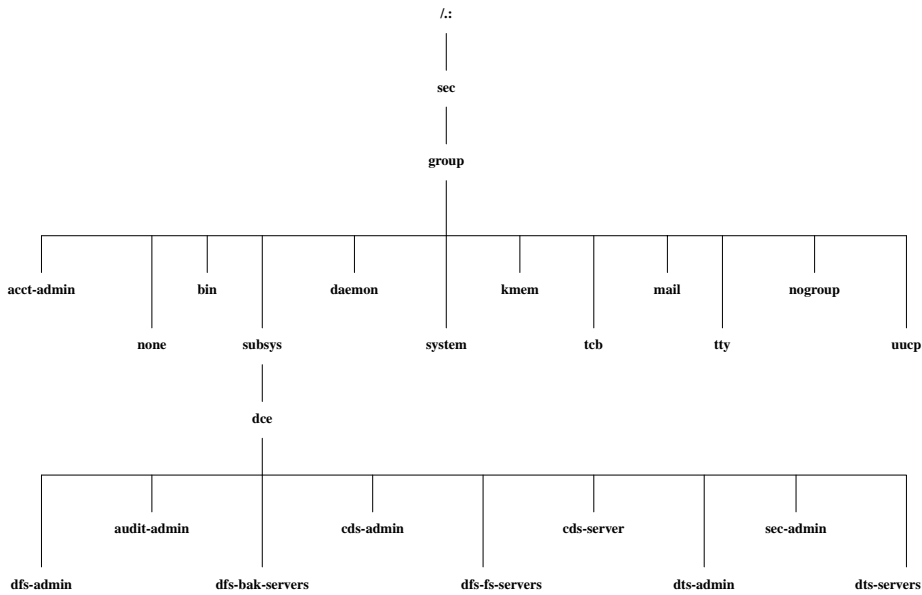 /.:
sec
group
acct-admin bin daemon kmem mail nogroup
none subsys system tcb tty uucp
dce
audit-admin cds-admin cds-server sec-admin
dfs-admin dfs-bak-servers dfs-fs-servers dts-admin dts-servers